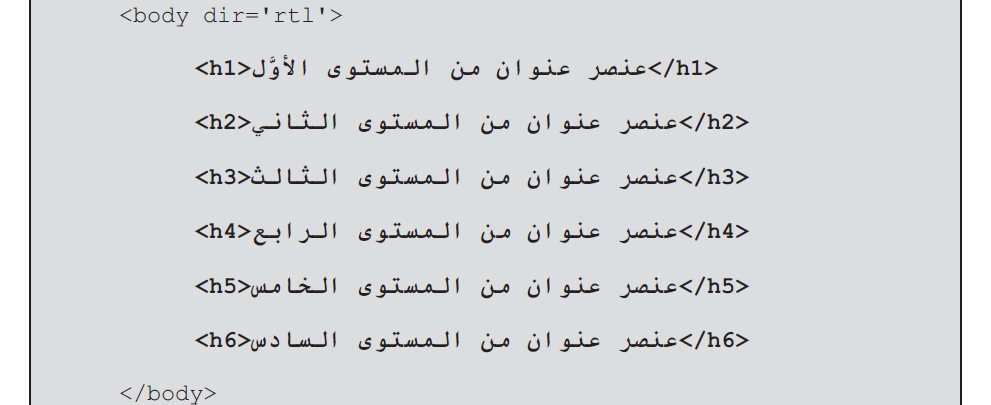 <body dir='rtl'>
<h1>عنصر عنوان من المستوى الأوَّل</h1>
<h2>عنصر عنوان من المستوى الثاني</h2>
<h3>عنصر عنوان من المستوى الثالث</h3>
<h4>عنصر عنوان من المستوى الرابع</h4>
<h5>عنصر عنوان من المستوى الخامس</h5>
<h6>عنصر عنوان من المستوى السادس</h6>
</body>